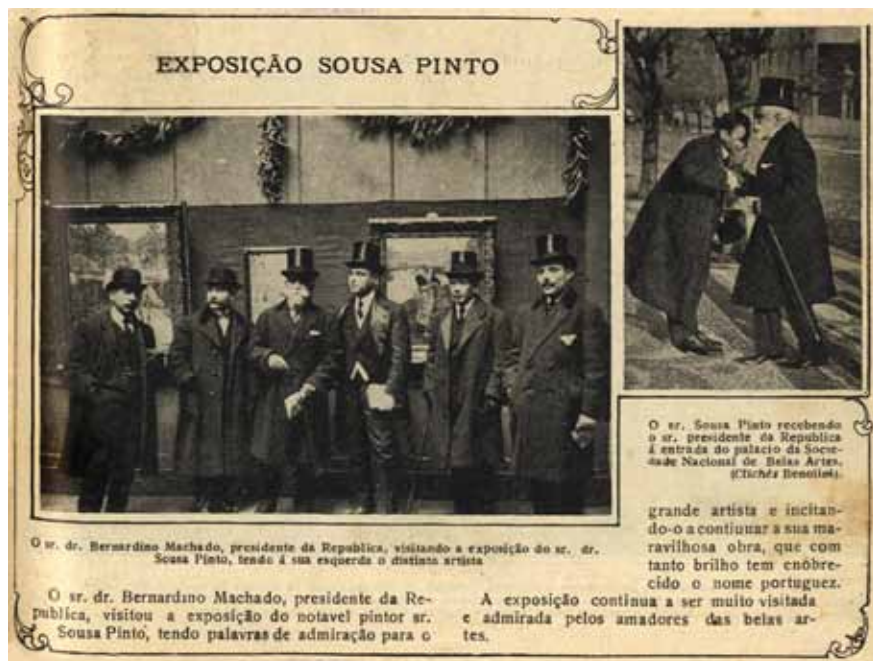 EXPOSIÇÃO SOUSA PINTO
O sr. dr. Bernardino Machado, presidente da Republica, visitando a exposição do sr. dr.
Sousa Pinto, tendo á sua esquerda o distinto artista
O sr. Sousa Pinto recebendo
o sr. presidente da Republica
á entrada do palacio da Socie-
dade Nacional de Belas Artes.
(Clichés Benoliel).
O sr. dr. Bernardino Machado, presidente da Re-
publica, visitou a exposição do notavel pintor sr.
Sousa Pinto, tendo palavras de admiração para o
grande artista e incitan-
do-o a continuar a sua ma-
ravilhosa obra, que com
tanto brilho tem enobre-
cido o nome portuguez.
A exposição continua a ser muito visitada
e admirada pelos amadores das belas ar-
tes.